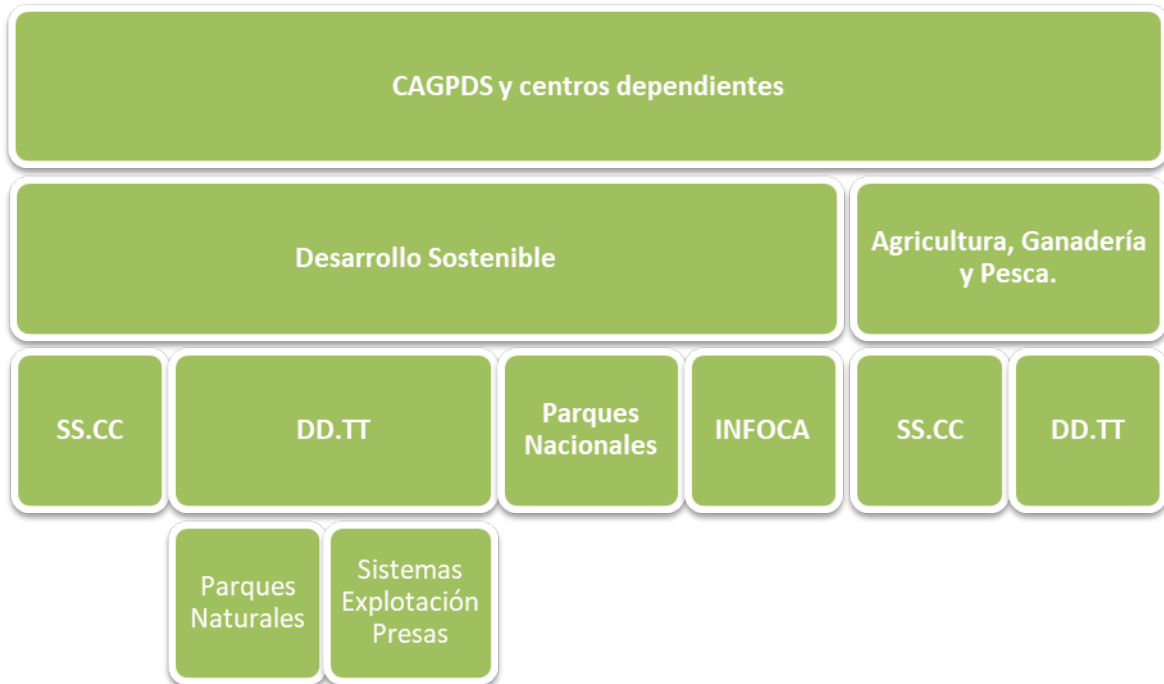 CAGPDS y centros dependientes
Desarrollo Sostenible
Agricultura, Ganadería
y Pesca.
SS.CC
DD.TT
Parques
Nacionales
INFOCA
SS.CC
DD.TT
Parques
Naturales
Sistemas
Explotación
Presas